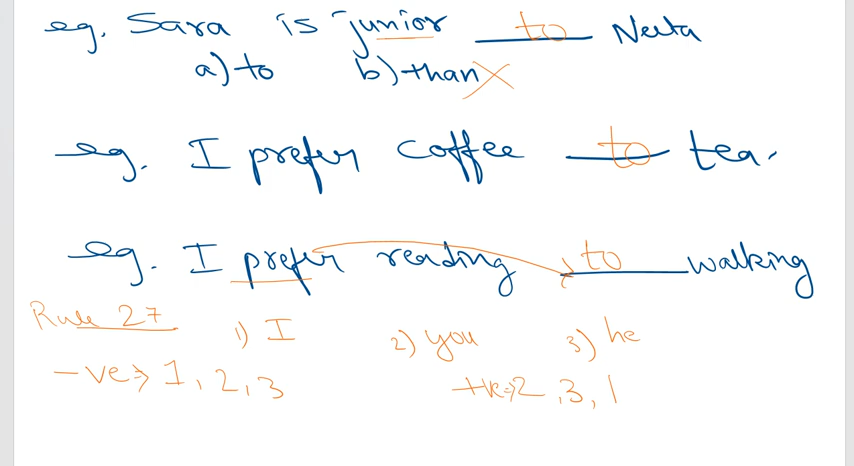 eg. Sara is junior to Neeta
a) to b) than
eg. I prefer coffee to tea.
eg. I prefer reading to walking
Rule 27 1) I 2) you 3) he
-ve ⇒ 1, 2, 3 +ve ⇒ 2, 3, 1